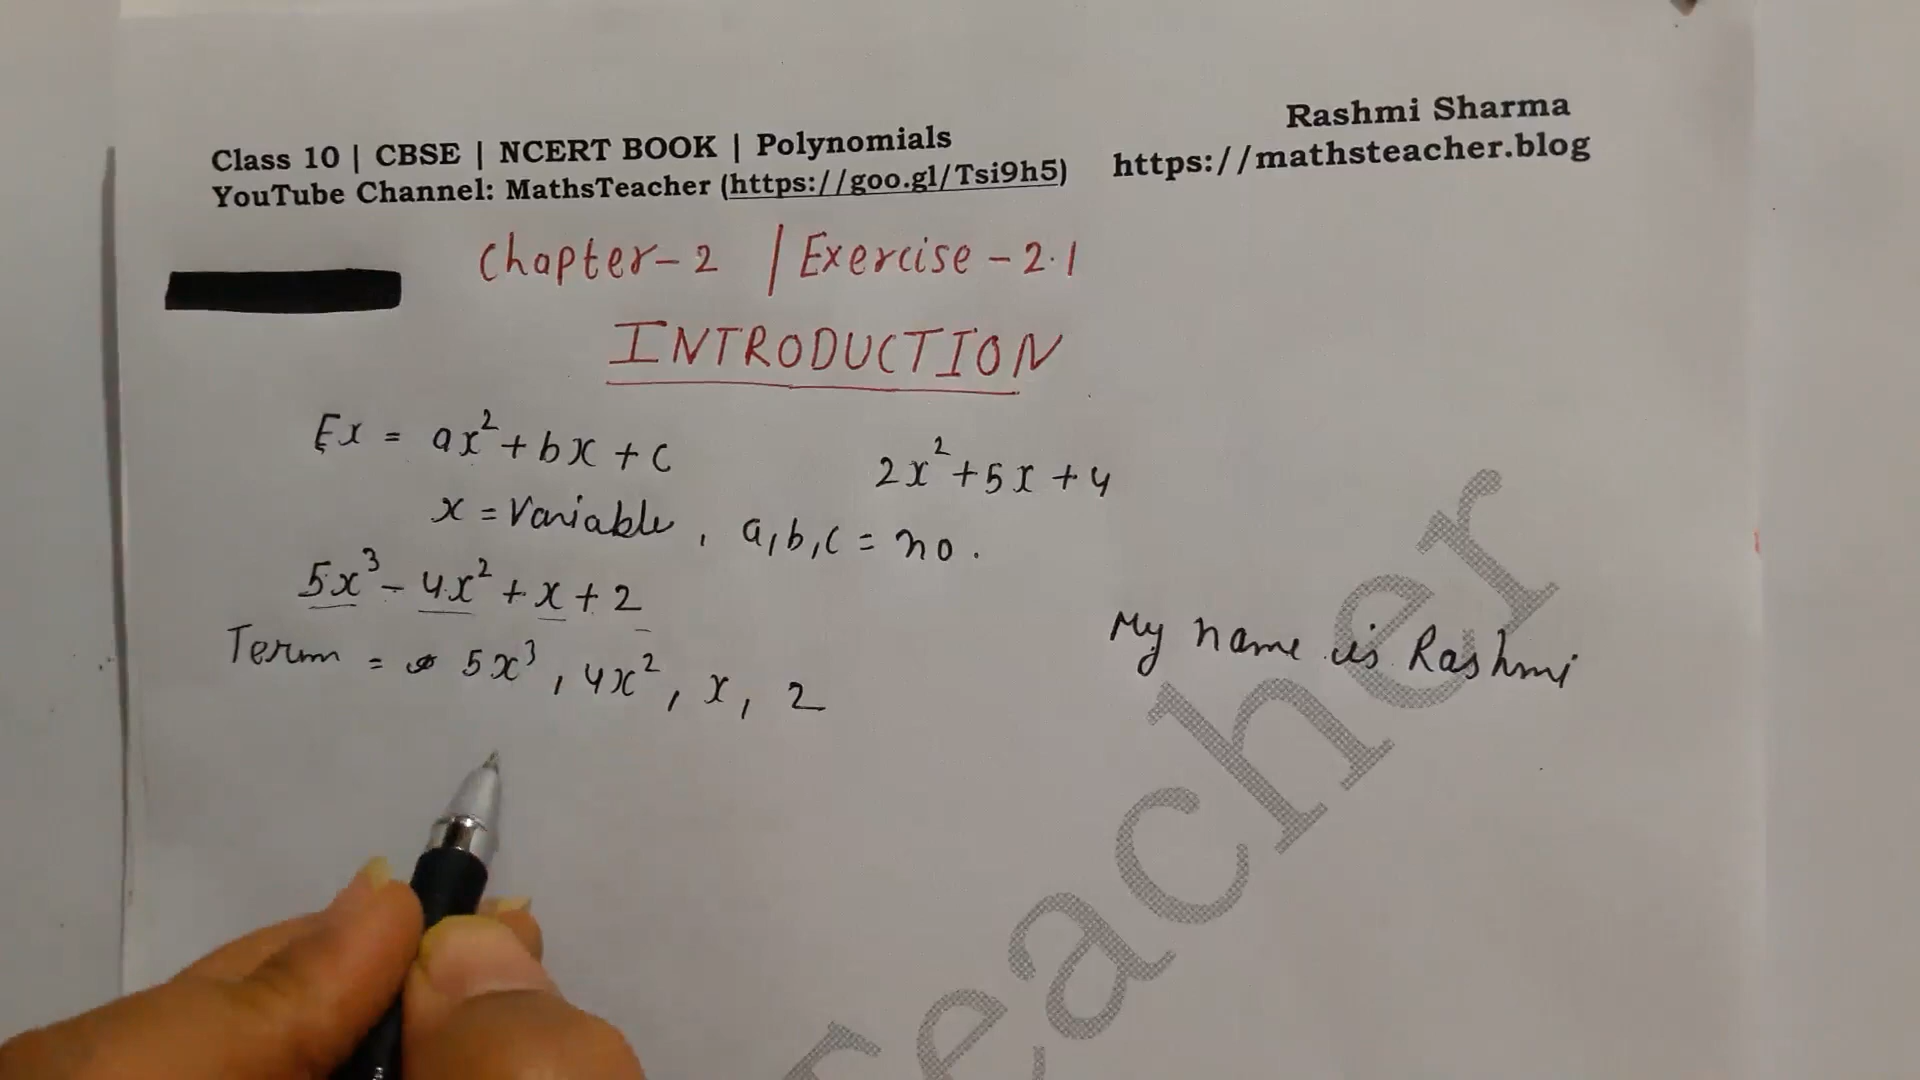 Class 10 | CBSE | NCERT BOOK | Polynomials
Rashmi Sharma
YouTube Channel: MathsTeacher (https://goo.gl/Tsi9h5)
https://mathsteacher.blog
Chapter-2 | Exercise-2.1
INTRODUCTION
Ex = ax²+bx+c
2x²+5x+4
x = Variable, a,b,c = no.
5x³-4x²+x+2
Term = 5x³, 4x², x, 2
My name is Rashmi
eacher